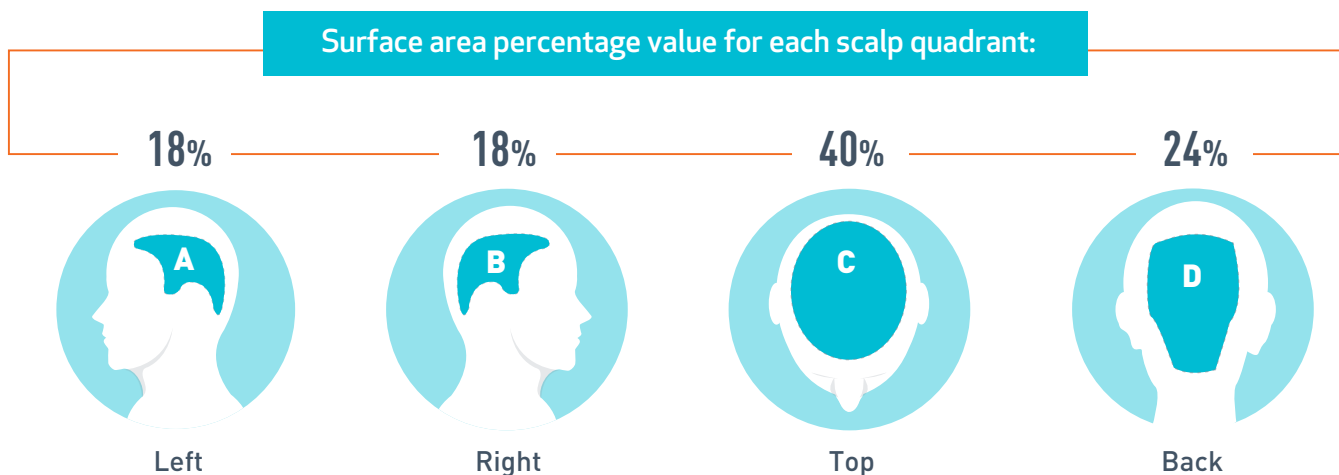 Surface area percentage value for each scalp quadrant:
18% 18% 40% 24%
A B C D
Left Right Top Back